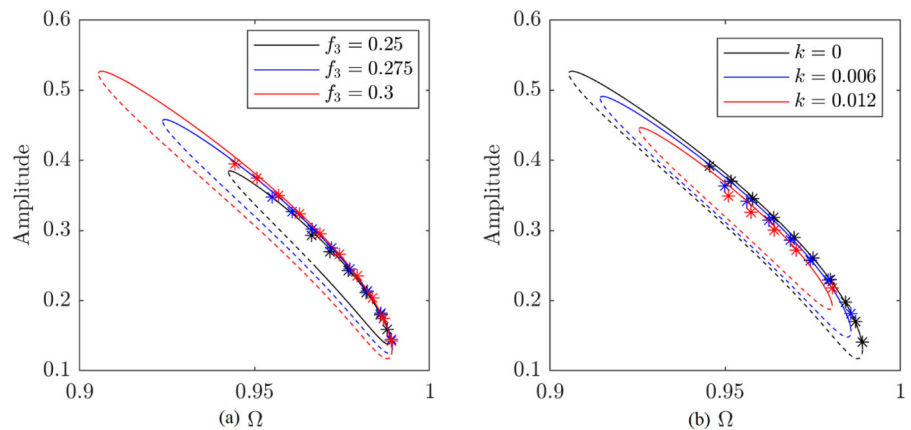 0.6
0.5
0.4
0.3
0.2
0.1
Amplitude
f₃ = 0.25
f₃ = 0.275
f₃ = 0.3
0.9
0.95
1
(a) Ω
0.6
0.5
0.4
0.3
0.2
0.1
Amplitude
k = 0
k = 0.006
k = 0.012
0.9
0.95
1
(b) Ω